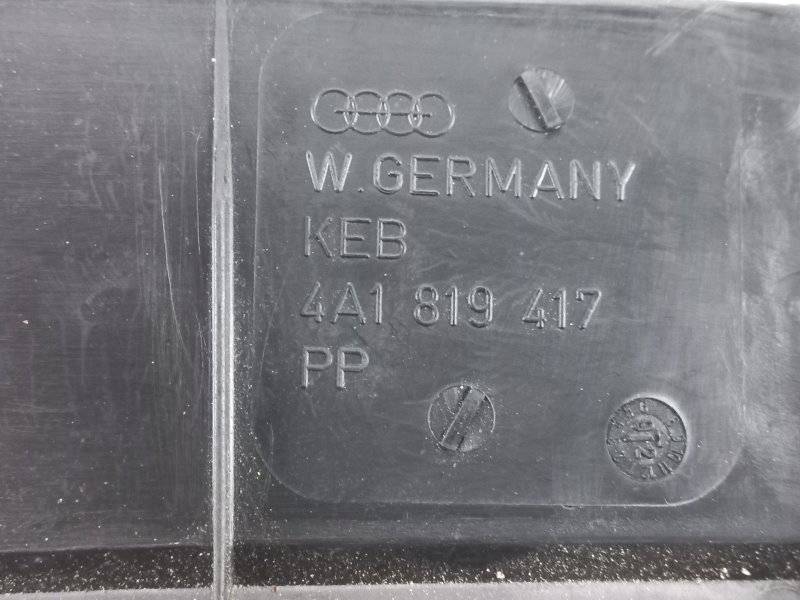 W. GERMANY
KEB
4A1 819 417
PP